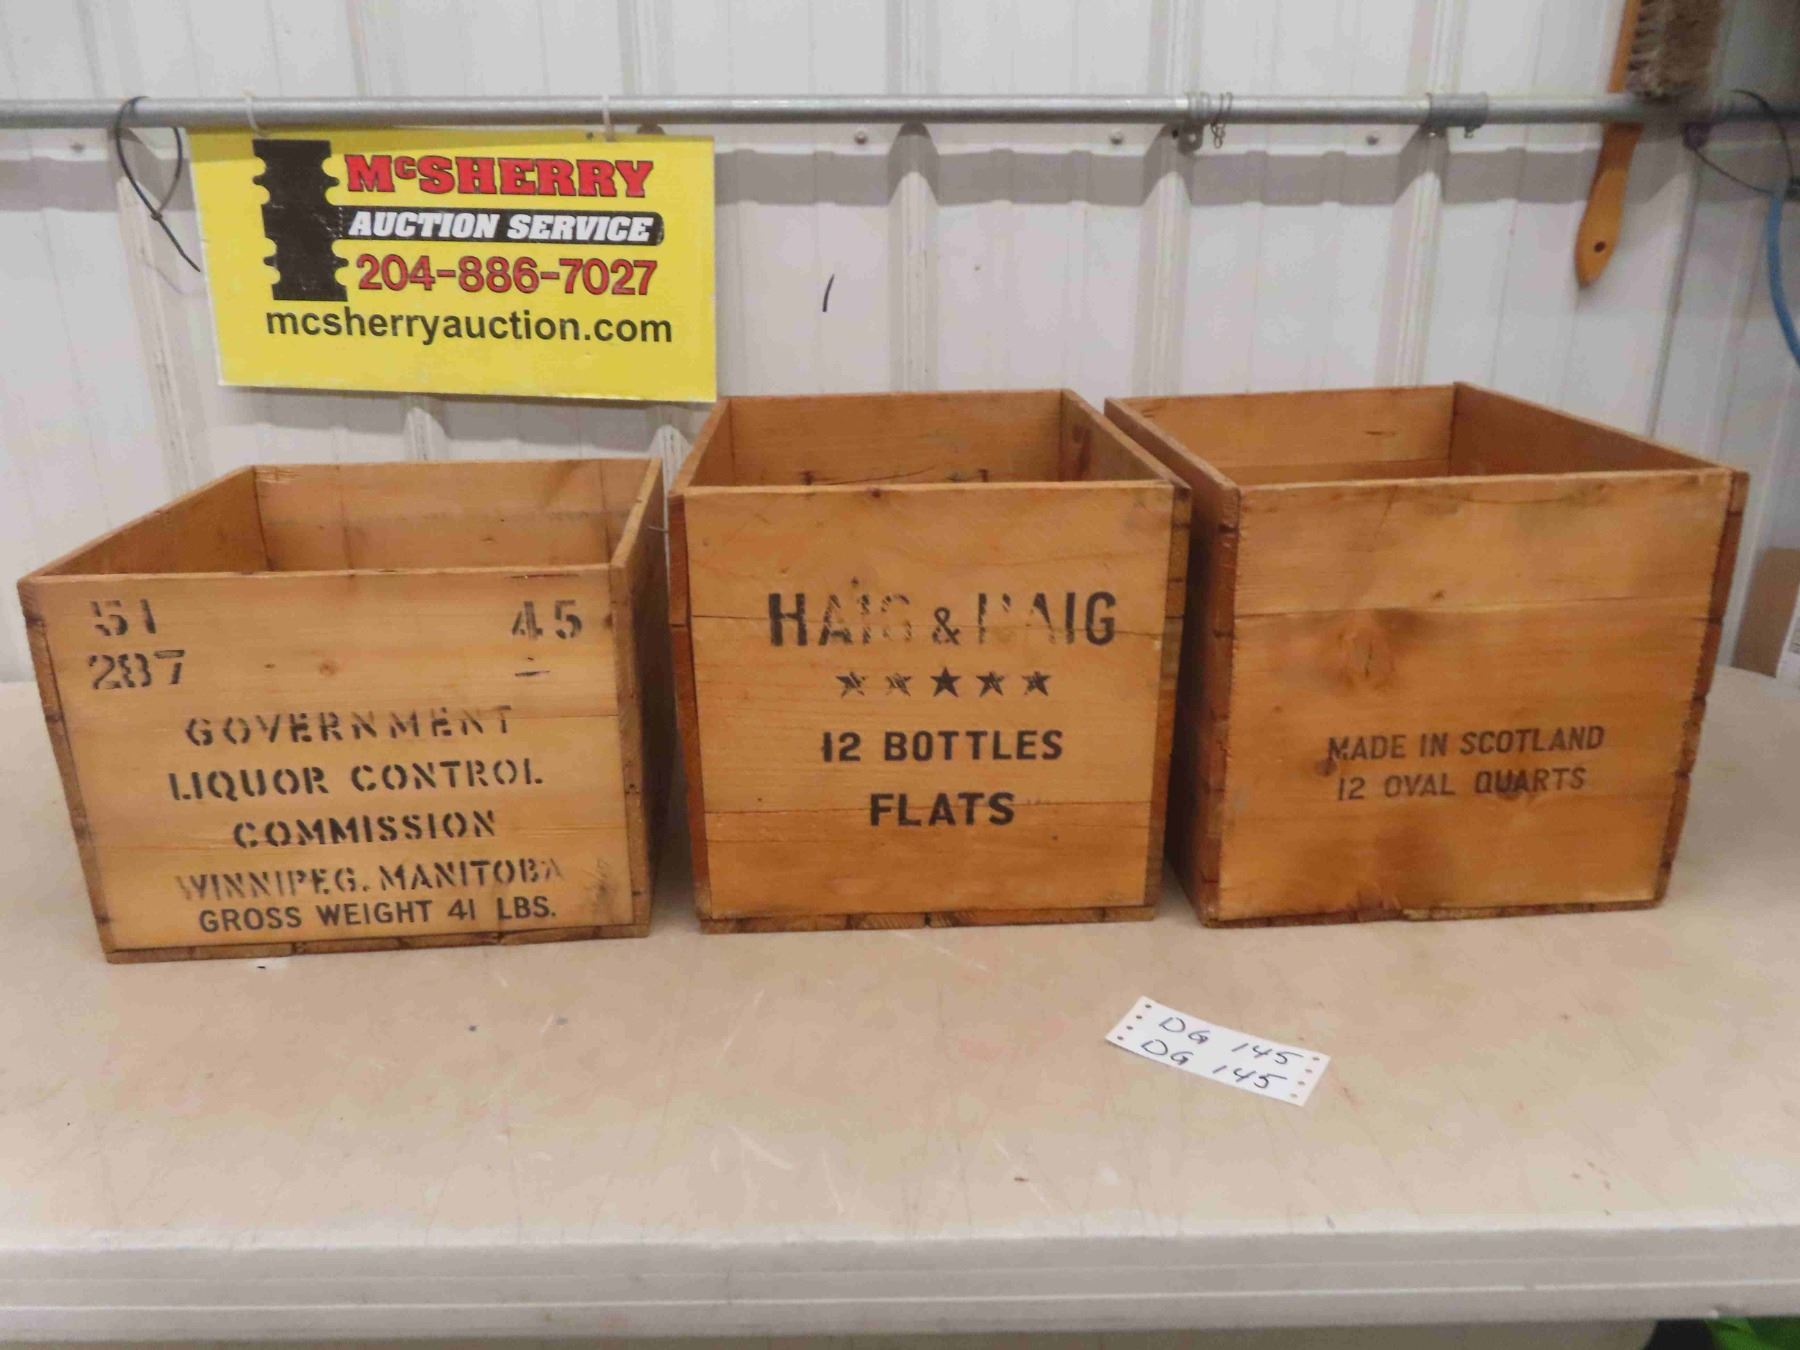 McSHERRY
AUCTION SERVICE
204-886-7027
mcsherryauction.com
51 45
287
GOVERNMENT
LIQUOR CONTROL
COMMISSION
WINNIPEG, MANITOBA
GROSS WEIGHT 41 LBS.
HAIG & HAIG
★★★★★
12 BOTTLES
FLATS
MADE IN SCOTLAND
12 OVAL QUARTS
DG 145
DG 145